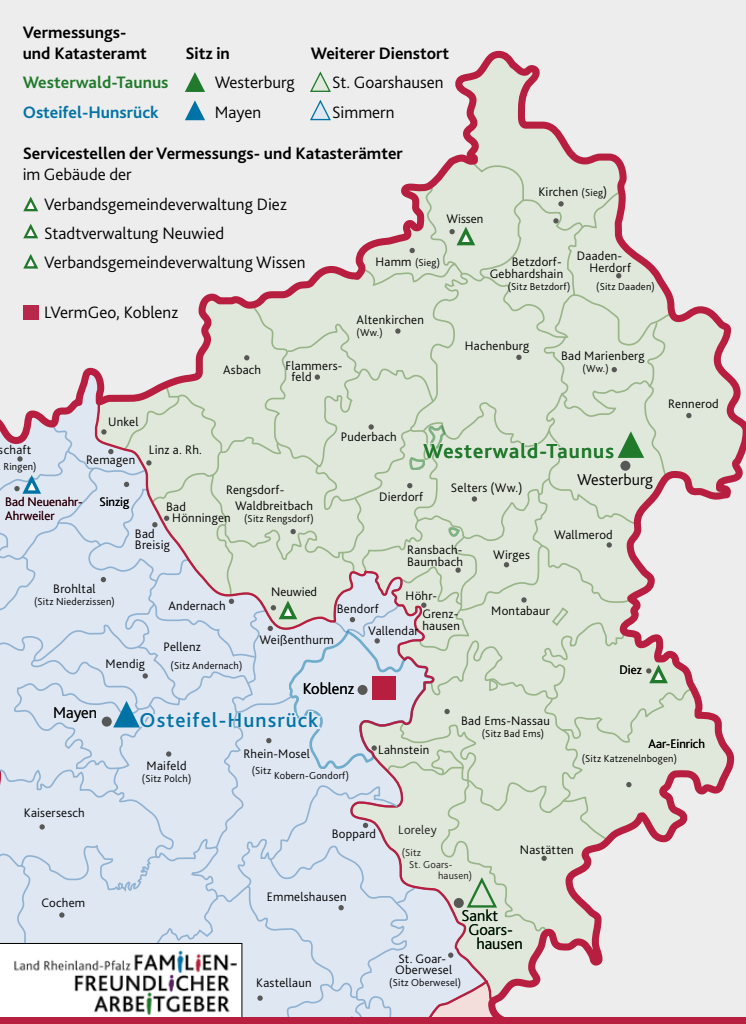 Vermessungs-
und Katasteramt Sitz in Weiterer Dienstort
Westerwald-Taunus Westerburg St. Goarshausen
Osteifel-Hunsrück Mayen Simmern
Servicestellen der Vermessungs- und Katasterämter
im Gebäude der
Verbandsgemeindeverwaltung Diez
Stadtverwaltung Neuwied
Verbandsgemeindeverwaltung Wissen
LVermGeo, Koblenz
Kirchen (Sieg)
Wissen
Hamm (Sieg)
Betzdorf-
Gebhardshain
(Sitz Betzdorf)
Daaden-
Herdorf
(Sitz Daaden)
Altenkirchen
(Ww.)
Hachenburg
Bad Marienberg
(Ww.)
Asbach
Flammers-
feld
Rennerod
Unkel
Puderbach
Westerwald-Taunus
Westerburg
schaft
Ringen)
Remagen
Linz a. Rh.
Bad Neuenahr-
Ahrweiler
Sinzig
Bad
Hönningen
Rengsdorf-
Waldbreitbach
(Sitz Rengsdorf)
Dierdorf
Selters (Ww.)
Bad
Breisig
Wallmerod
Ransbach-
Baumbach
Wirges
Brohltal
(Sitz Niederzissen)
Andernach
Neuwied
Bendorf
Höhr-
Grenz-
hausen
Montabaur
Weißenthurm
Vallendar
Pellenz
(Sitz Andernach)
Mendig
Diez
Koblenz
Mayen
Osteifel-Hunsrück
Bad Ems-Nassau
(Sitz Bad Ems)
Aar-Einrich
(Sitz Katzenelnbogen)
Rhein-Mosel
(Sitz Kobern-Gondorf)
Lahnstein
Maifeld
(Sitz Polch)
Kaisersesch
Boppard
Loreley
(Sitz
St. Goars-
hausen)
Nastätten
Cochem
Emmelshausen
Sankt
Goars-
hausen
St. Goar-
Oberwesel
(Sitz Oberwesel)
Kastellaun
Land Rheinland-Pfalz FAMiLiEN-
FREUNDLiCHER
ARBEiTGEBER